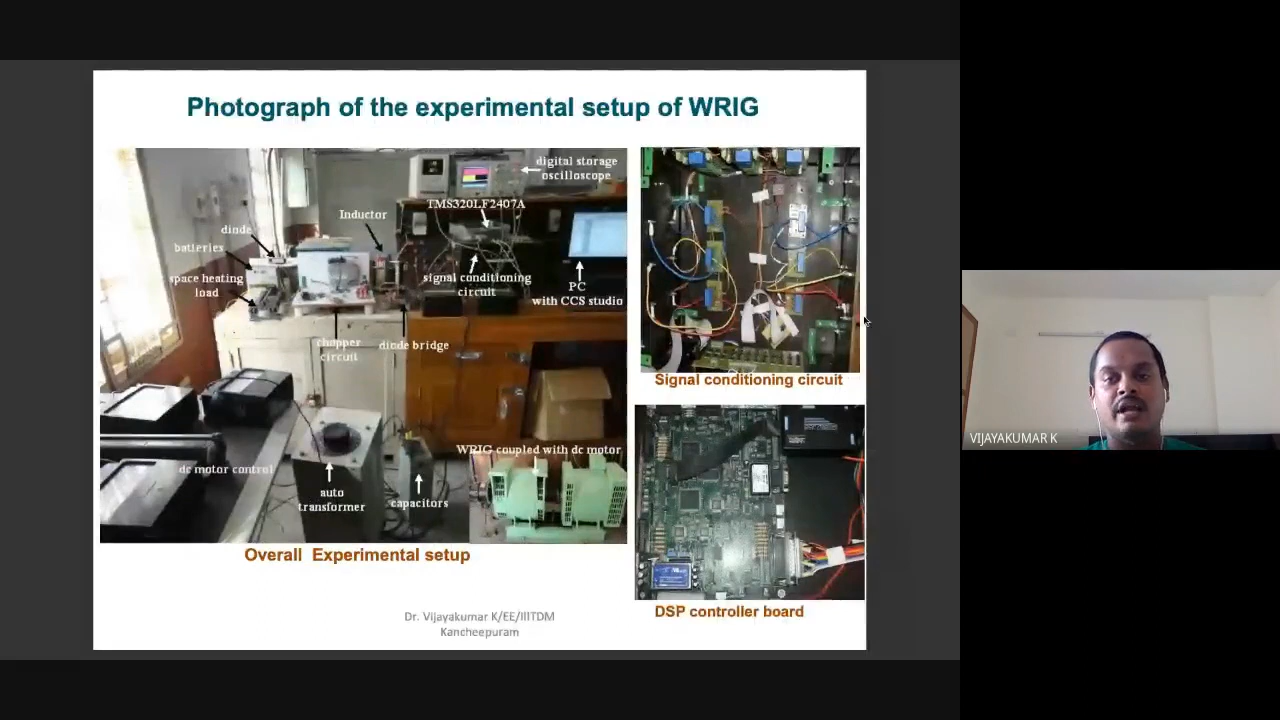 Photograph of the experimental setup of WRIG
digital storage
oscilloscope
TMS320LF2407A
Inductor
diode
batteries
space heating
load
signal conditioning
circuit
PC
with CCS studio
chopper
circuit
diode bridge
dc motor control
auto
transformer
capacitors
WRIG coupled with dc motor
Overall Experimental setup
Signal conditioning circuit
DSP controller board
Dr. Vijayakumar K/EE/IIITDM
Kancheepuram
VIJAYAKUMAR K